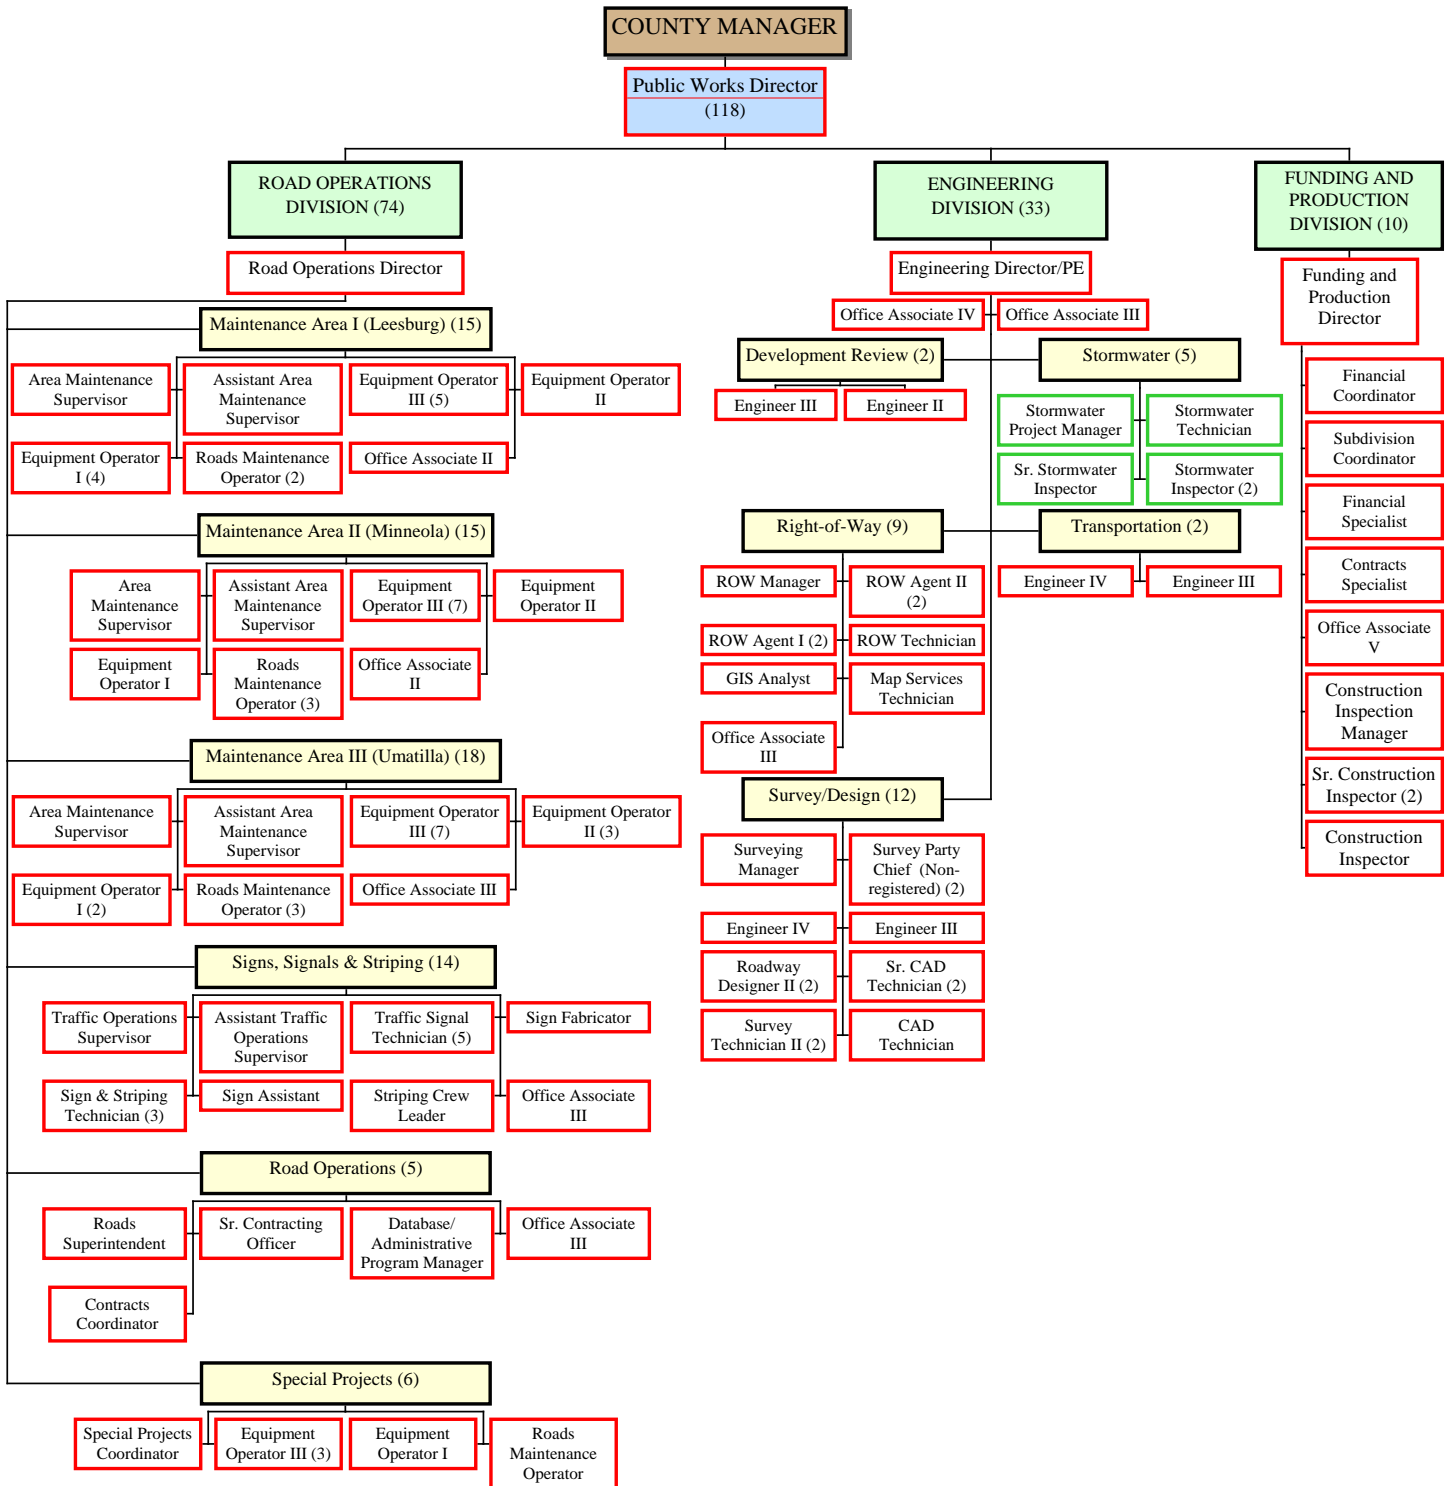 COUNTY MANAGER
Public Works Director
(118)
ROAD OPERATIONS
DIVISION (74)
Road Operations Director
Maintenance Area I (Leesburg) (15)
Area Maintenance
Supervisor
Assistant Area
Maintenance
Supervisor
Equipment Operator
III (5)
Equipment Operator
II
Equipment Operator
I (4)
Roads Maintenance
Operator (2)
Office Associate II
Maintenance Area II (Minneola) (15)
Area
Maintenance
Supervisor
Assistant Area
Maintenance
Supervisor
Equipment
Operator III (7)
Equipment
Operator II
Equipment
Operator I
Roads
Maintenance
Operator (3)
Office Associate
II
Maintenance Area III (Umatilla) (18)
Area Maintenance
Supervisor
Assistant Area
Maintenance
Supervisor
Equipment Operator
III (7)
Equipment Operator
II (3)
Equipment Operator
I (2)
Roads Maintenance
Operator (3)
Office Associate III
Signs, Signals & Striping (14)
Traffic Operations
Supervisor
Assistant Traffic
Operations
Supervisor
Traffic Signal
Technician (5)
Sign Fabricator
Sign & Striping
Technician (3)
Sign Assistant
Striping Crew
Leader
Office Associate
III
Road Operations (5)
Roads
Superintendent
Sr. Contracting
Officer
Database/
Administrative
Program Manager
Office Associate
III
Contracts
Coordinator
Special Projects (6)
Special Projects
Coordinator
Equipment
Operator III (3)
Equipment
Operator I
Roads
Maintenance
Operator
ENGINEERING
DIVISION (33)
Engineering Director/PE
Office Associate IV
Office Associate III
Development Review (2)
Engineer III
Engineer II
Stormwater (5)
Stormwater
Project Manager
Stormwater
Technician
Sr. Stormwater
Inspector
Stormwater
Inspector (2)
Right-of-Way (9)
ROW Manager
ROW Agent II
(2)
ROW Agent I (2)
ROW Technician
GIS Analyst
Map Services
Technician
Office Associate
III
Transportation (2)
Engineer IV
Engineer III
Survey/Design (12)
Surveying
Manager
Survey Party
Chief (Non-
registered) (2)
Engineer IV
Engineer III
Roadway
Designer II (2)
Sr. CAD
Technician (2)
Survey
Technician II (2)
CAD
Technician
FUNDING AND
PRODUCTION
DIVISION (10)
Funding and
Production
Director
Financial
Coordinator
Subdivision
Coordinator
Financial
Specialist
Contracts
Specialist
Office Associate
V
Construction
Inspection
Manager
Sr. Construction
Inspector (2)
Construction
Inspector